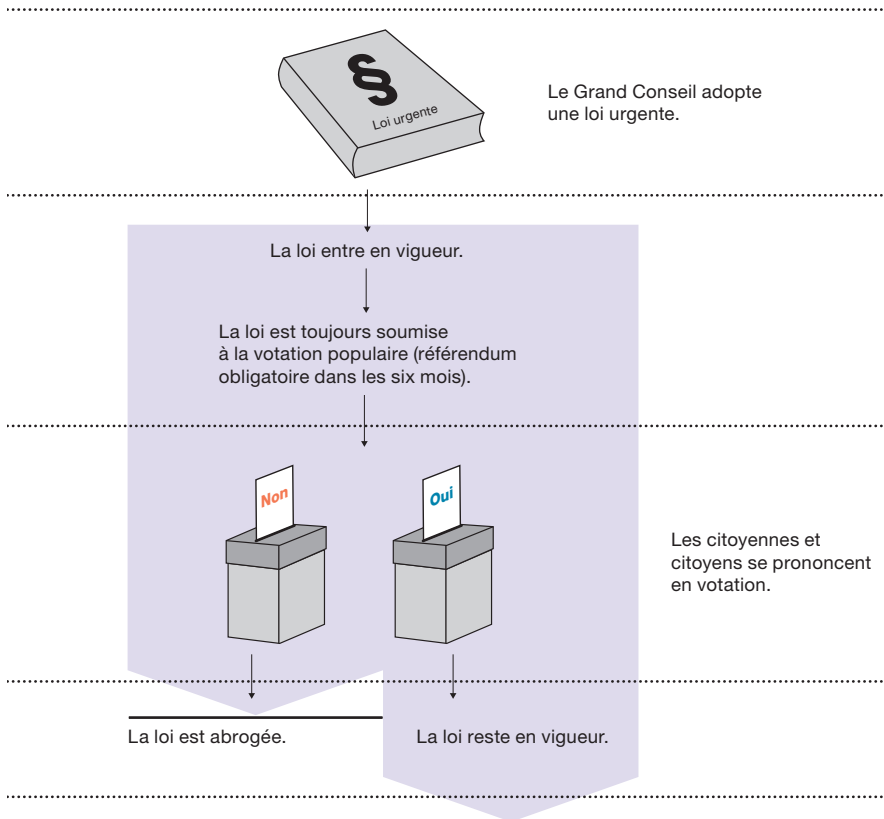 §
Loi urgente
Le Grand Conseil adopte
une loi urgente.
La loi entre en vigueur.
La loi est toujours soumise
à la votation populaire (référendum
obligatoire dans les six mois).
Non
Oui
Les citoyennes et
citoyens se prononcent
en votation.
La loi est abrogée.
La loi reste en vigueur.